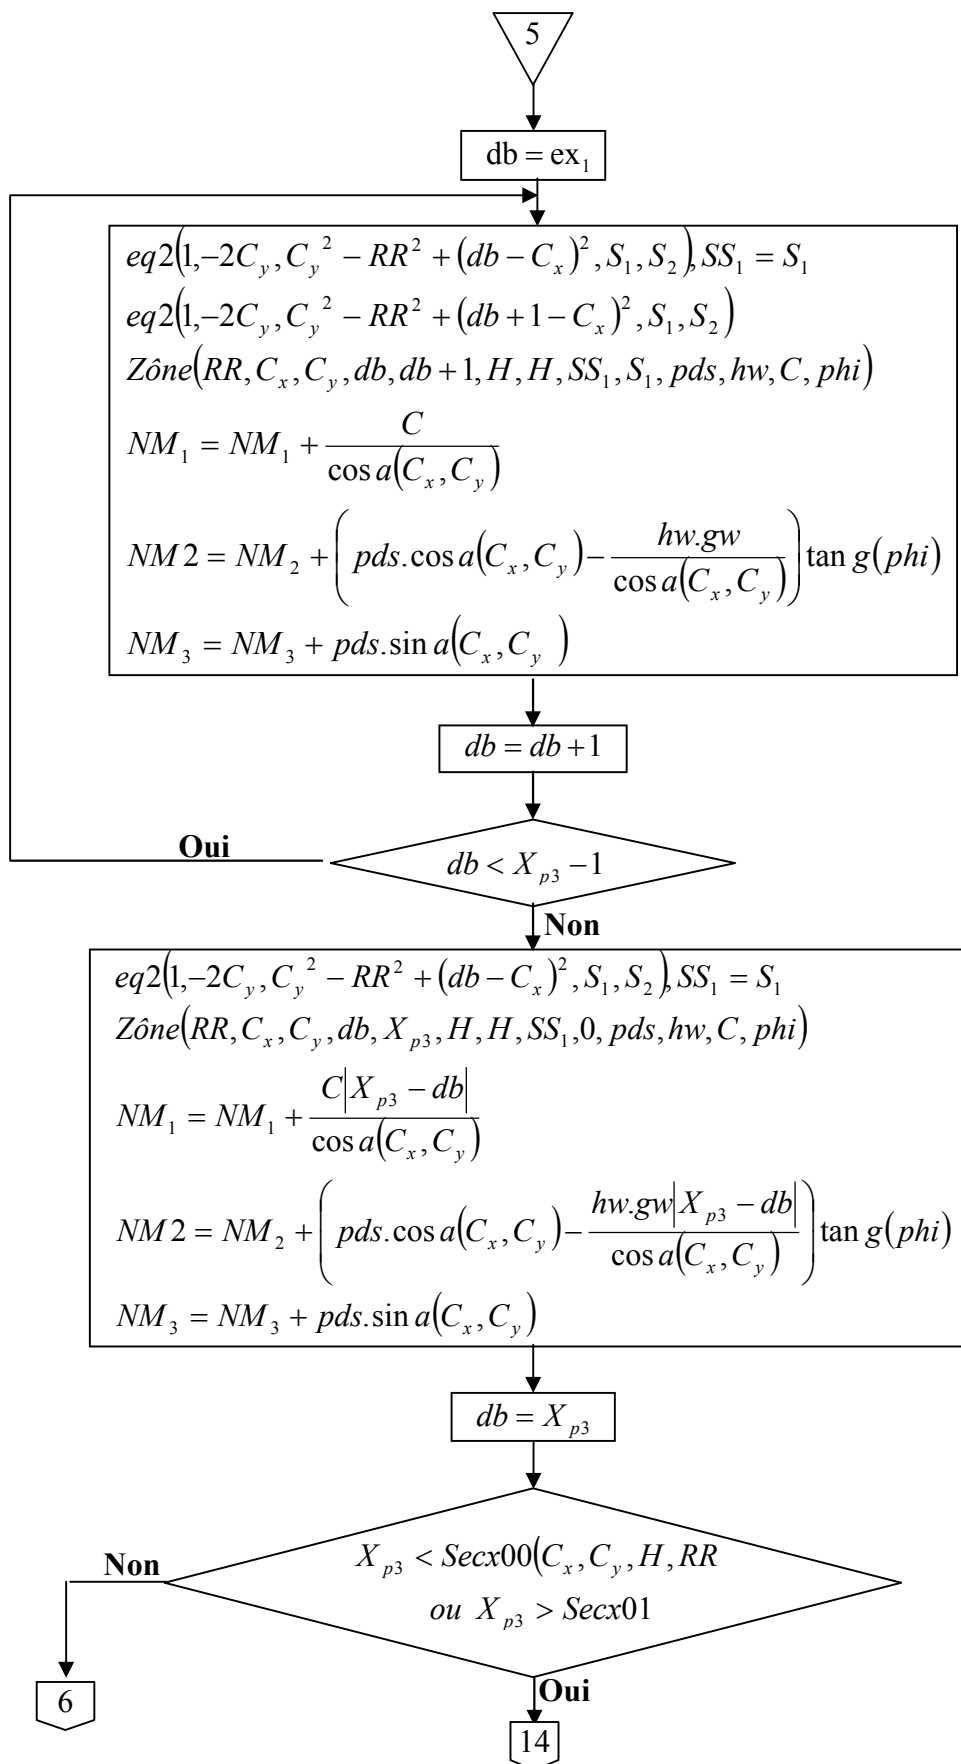 5
db = ex₁
eq2(1,-2C_y, C_y² - RR² + (db - C_x)², S₁, S₂), SS₁ = S₁
eq2(1,-2C_y, C_y² - RR² + (db + 1 - C_x)², S₁, S₂)
Zône(RR, C_x, C_y, db, db + 1, H, H, SS₁, S₁, pds, hw, C, phi)
NM₁ = NM₁ + C / cos a(C_x, C_y)
NM2 = NM₂ + ( pds.cos a(C_x, C_y) - hw.gw / cos a(C_x, C_y) ) tan g(phi)
NM₃ = NM₃ + pds.sin a(C_x, C_y )
db = db + 1
Oui
db < X_p3 - 1
Non
eq2(1,-2C_y, C_y² - RR² + (db - C_x)², S₁, S₂), SS₁ = S₁
Zône(RR, C_x, C_y, db, X_p3, H, H, SS₁, 0, pds, hw, C, phi)
NM₁ = NM₁ + C|X_p3 - db| / cos a(C_x, C_y)
NM2 = NM₂ + ( pds.cos a(C_x, C_y) - hw.gw|X_p3 - db| / cos a(C_x, C_y) ) tan g(phi)
NM₃ = NM₃ + pds.sin a(C_x, C_y)
db = X_p3
Non
X_p3 < Secx00(C_x, C_y, H, RR
ou X_p3 > Secx01
6
Oui
14